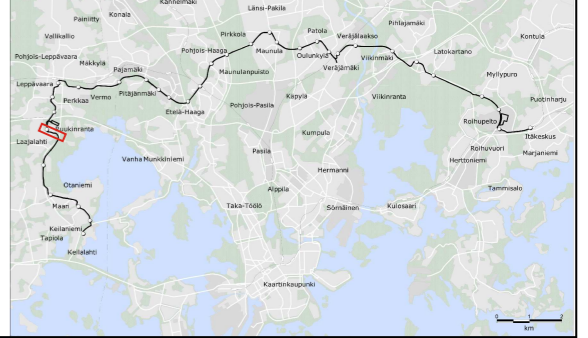 Kannelmäki
Länsi-Pakila
Konala
Painiitty
Pihlajamäki
Pirkkola
Patola
Veräjälaakso
Vallikallio
Kontula
Pohjois-Haaga
Maunula
Latokartano
Pohjois-Leppävaara
Oulunkylä
Viikinmäki
Mäkkylä
Pajamäki
Maunulanpuisto
Veräjämäki
Myllypuro
Leppävaara
Vermo
Pitäjänmäki
Käpylä
Viikinranta
Puotinharju
Perkkaa
Etelä-Haaga
Pohjois-Pasila
Roihupelto
Ruukinranta
Kumpula
Itäkeskus
Laajalahti
Pasila
Roihuvuori
Marjaniemi
Vanha Munkkiniemi
Herttoniemi
Hermanni
Otaniemi
Alppila
Tammisalo
Maari
Taka-Töölö
Sörnäinen
Kulosaari
Keilaniemi
Tapiola
Keilalahti
Kaartinkaupunki
0 1 2
km